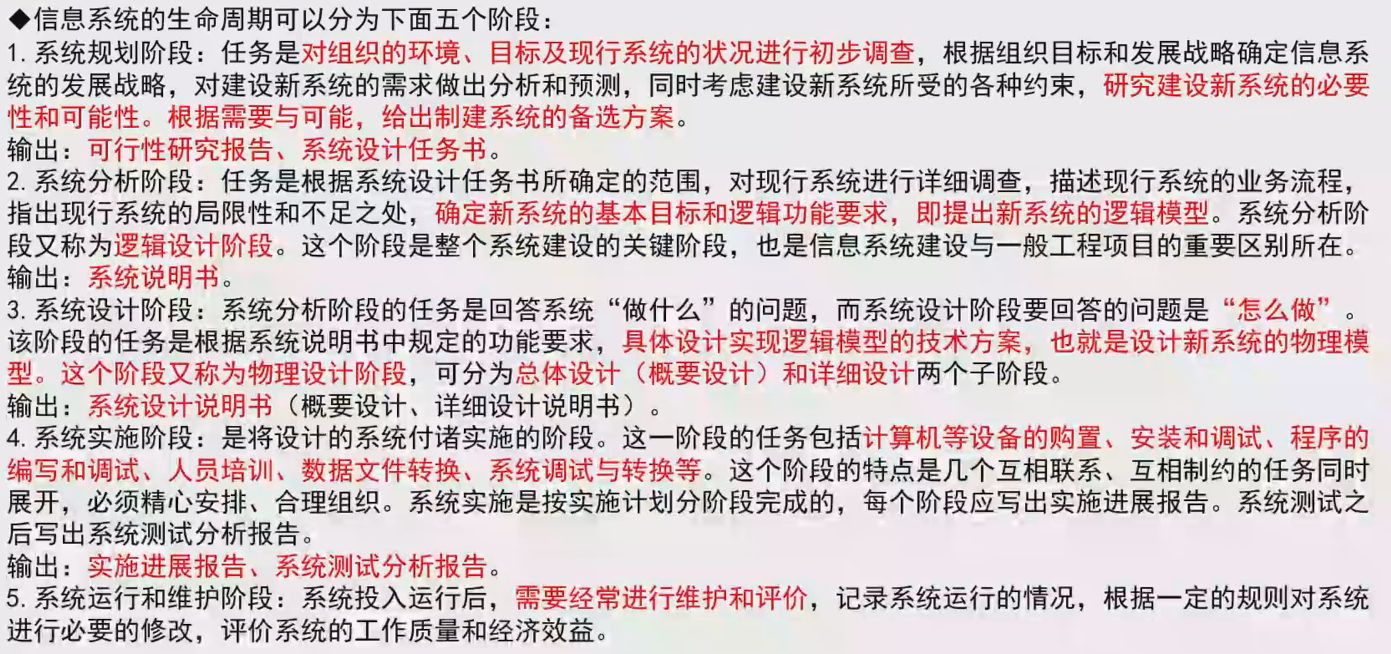 ◆信息系统的生命周期可以分为下面五个阶段：
1.系统规划阶段：任务是对组织的环境、目标及现行系统的状况进行初步调查，根据组织目标和发展战略确定信息系
统的发展战略，对建设新系统的需求做出分析和预测，同时考虑建设新系统所受的各种约束，研究建设新系统的必要
性和可能性。根据需要与可能，给出制建系统的备选方案。
输出：可行性研究报告、系统设计任务书。
2.系统分析阶段：任务是根据系统设计任务书所确定的范围，对现行系统进行详细调查，描述现行系统的业务流程，
指出现行系统的局限性和不足之处，确定新系统的基本目标和逻辑功能要求，即提出新系统的逻辑模型。系统分析阶
段又称为逻辑设计阶段。这个阶段是整个系统建设的关键阶段，也是信息系统建设与一般工程项目的重要区别所在。
输出：系统说明书。
3.系统设计阶段：系统分析阶段的任务是回答系统“做什么”的问题，而系统设计阶段要回答的问题是“怎么做”。
该阶段的任务是根据系统说明书中规定的功能要求，具体设计实现逻辑模型的技术方案，也就是设计新系统的物理模
型。这个阶段又称为物理设计阶段，可分为总体设计（概要设计）和详细设计两个子阶段。
输出：系统设计说明书（概要设计、详细设计说明书）。
4.系统实施阶段：是将设计的系统付诸实施的阶段。这一阶段的任务包括计算机等设备的购置、安装和调试、程序的
编写和调试、人员培训、数据文件转换、系统调试与转换等。这个阶段的特点是几个互相联系、互相制约的任务同时
展开，必须精心安排、合理组织。系统实施是按实施计划分阶段完成的，每个阶段应写出实施进展报告。系统测试之
后写出系统测试分析报告。
输出：实施进展报告、系统测试分析报告。
5.系统运行和维护阶段：系统投入运行后，需要经常进行维护和评价，记录系统运行的情况，根据一定的规则对系统
进行必要的修改，评价系统的工作质量和经济效益。